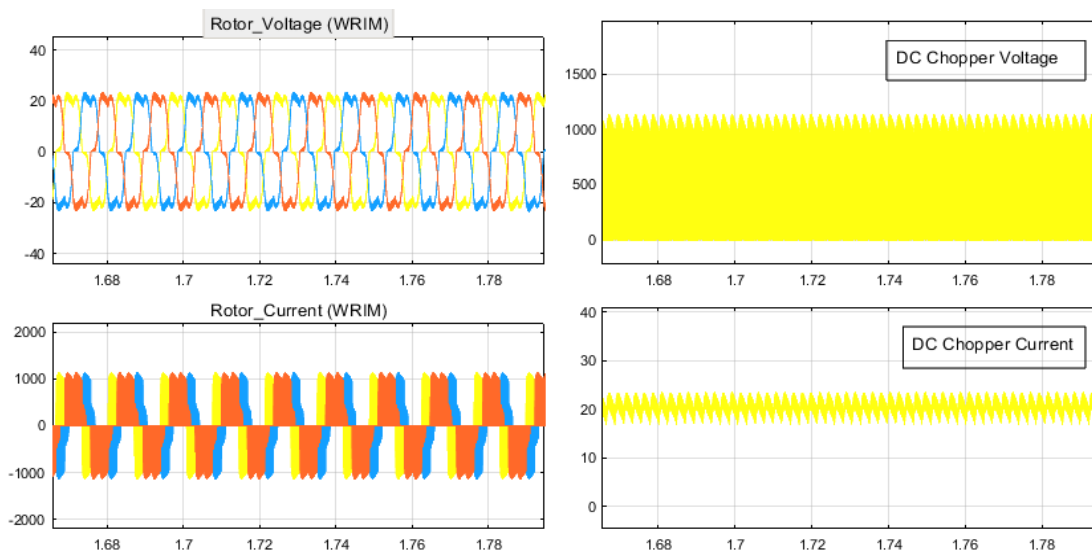 Rotor_Voltage (WRIM)
40
20
0
-20
-40
1.68 1.7 1.72 1.74 1.76 1.78
DC Chopper Voltage
1500
1000
500
0
1.68 1.7 1.72 1.74 1.76 1.78
Rotor_Current (WRIM)
2000
1000
0
-1000
-2000
1.68 1.7 1.72 1.74 1.76 1.78
DC Chopper Current
40
30
20
10
0
1.68 1.7 1.72 1.74 1.76 1.78